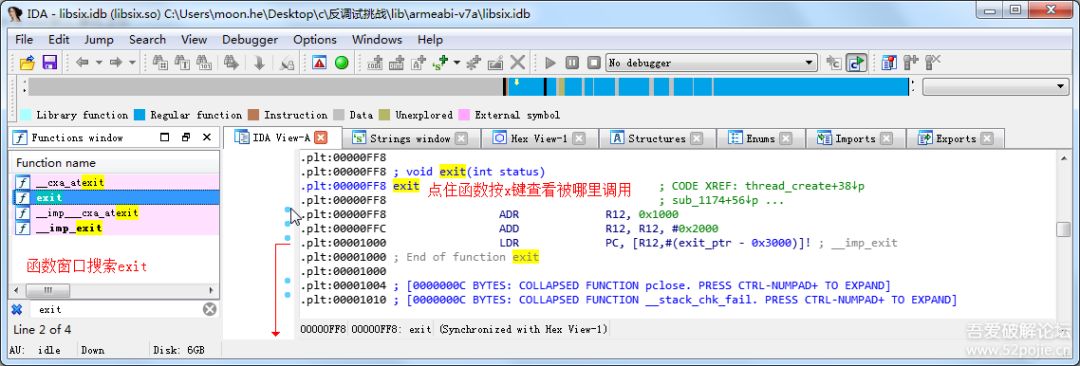 IDA - libsix.idb (libsix.so) C:\Users\moon.he\Desktop\c\反调试挑战\lib\armeabi-v7a\libsix.idb
File Edit Jump Search View Debugger Options Windows Help
No debugger
Library function Regular function Instruction Data Unexplored External symbol
Functions window
Function name
__cxa_atexit
exit
__imp___cxa_atexit
__imp_exit
函数窗口搜索exit
exit
Line 2 of 4
IDA View-A Strings window Hex View-1 Structures Enums Imports Exports
.plt:00000FF8
.plt:00000FF8 ; void exit(int status)
.plt:00000FF8 exit 点住函数按x键查看被哪里调用 ; CODE XREF: thread_create+38↓p
.plt:00000FF8 ; sub_1174+56↓p ...
.plt:00000FF8 ADR R12, 0x1000
.plt:00000FFC ADD R12, R12, #0x2000
.plt:00001000 LDR PC, [R12,#(exit_ptr - 0x3000)]! ; __imp_exit
.plt:00001000 ; End of function exit
.plt:00001000
.plt:00001004 ; [0000000C BYTES: COLLAPSED FUNCTION pclose. PRESS CTRL-NUMPAD+ TO EXPAND]
.plt:00001010 ; [0000000C BYTES: COLLAPSED FUNCTION __stack_chk_fail. PRESS CTRL-NUMPAD+ TO EXPAND]
00000FF8 00000FF8: exit (Synchronized with Hex View-1)
AU: idle Down Disk: 6GB
吾爱破解论坛
www.52pojie.cn